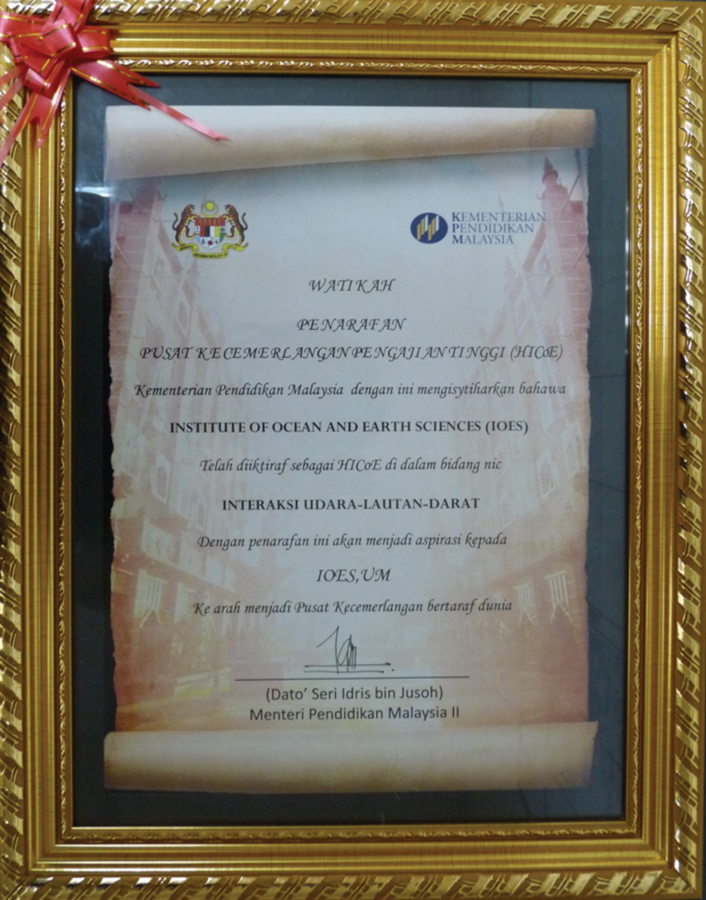 KEMENTERIAN
PENDIDIKAN
MALAYSIA
WATIKAH
PENARAFAN
PUSAT KECEMERLANGAN PENGAJIAN TINGGI (HICoE)
Kementerian Pendidikan Malaysia dengan ini mengisytiharkan bahawa
INSTITUTE OF OCEAN AND EARTH SCIENCES (IOES)
Telah diiktiraf sebagai HICoE di dalam bidang nic
INTERAKSI UDARA-LAUTAN-DARAT
Dengan penarafan ini akan menjadi aspirasi kepada
IOES,UM
Ke arah menjadi Pusat Kecemerlangan bertaraf dunia
(Dato' Seri Idris bin Jusoh)
Menteri Pendidikan Malaysia II